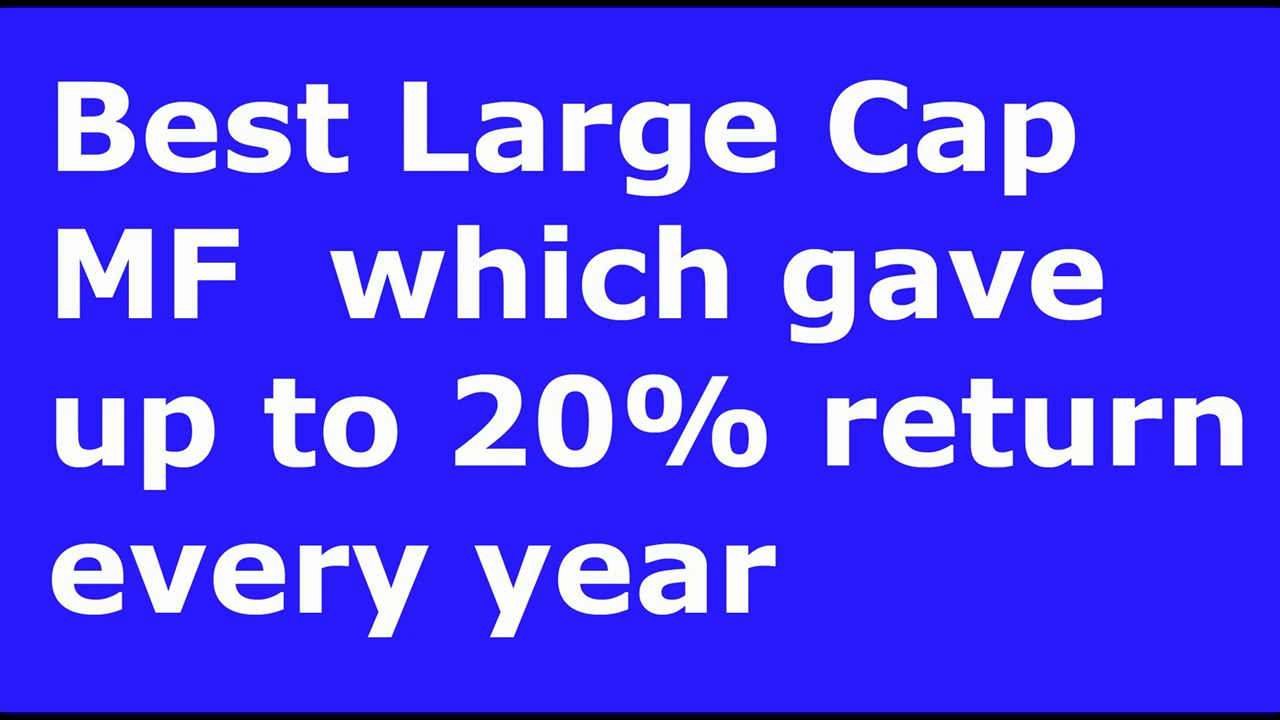 Best Large Cap
MF  which gave
up to 20% return
every year